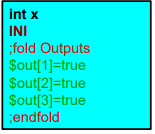 int x
INI
;fold Outputs
$out[1]=true
$out[2]=true
$out[3]=true
;endfold